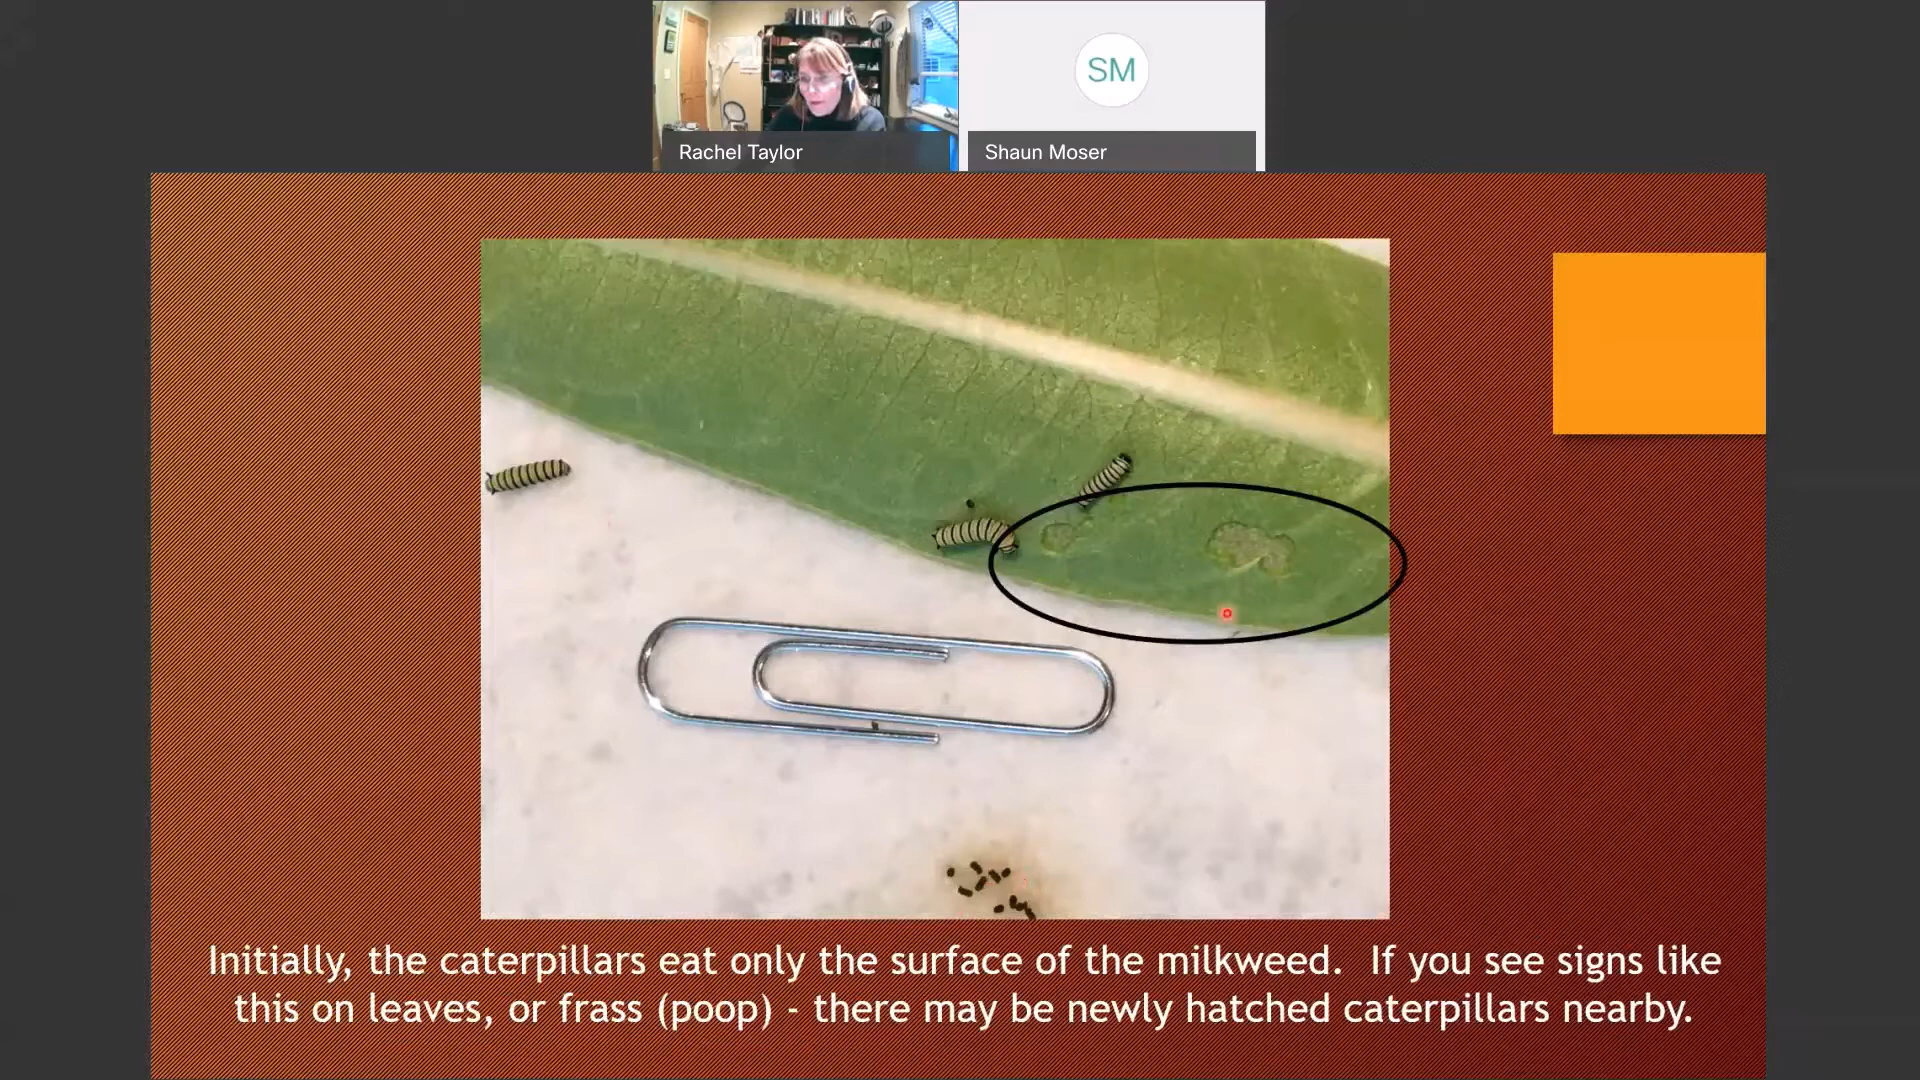 SM
Rachel Taylor
Shaun Moser
Initially, the caterpillars eat only the surface of the milkweed.  If you see signs like
this on leaves, or frass (poop) - there may be newly hatched caterpillars nearby.